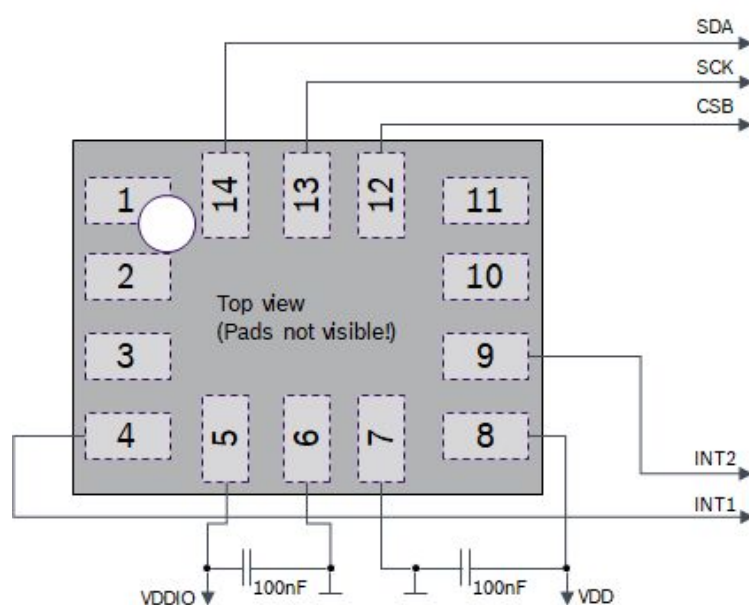 SDA
SCK
CSB
1
14
13
12
11
2
10
Top view
(Pads not visible!)
3
9
4
5
6
7
8
INT2
INT1
100nF
100nF
VDDIO
VDD